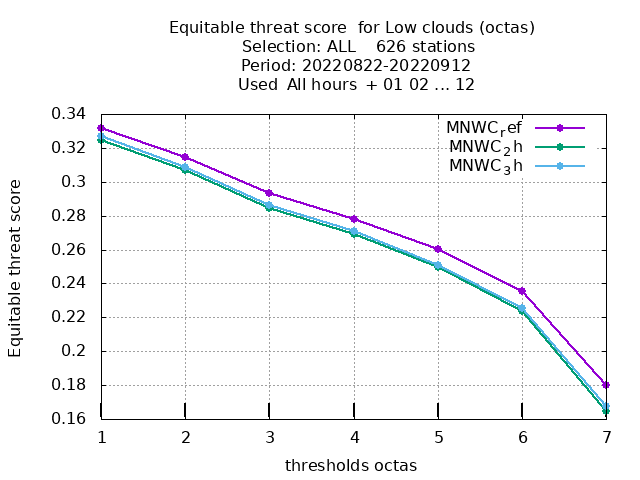 Equitable threat score  for Low clouds (octas)
Selection: ALL    626 stations
Period: 20220822-20220912
Used  All hours  + 01 02 ... 12
MNWC_ref
MNWC_2h
MNWC_3h
Equitable threat score
0.34
0.32
0.3
0.28
0.26
0.24
0.22
0.2
0.18
0.16
1 2 3 4 5 6 7
thresholds octas